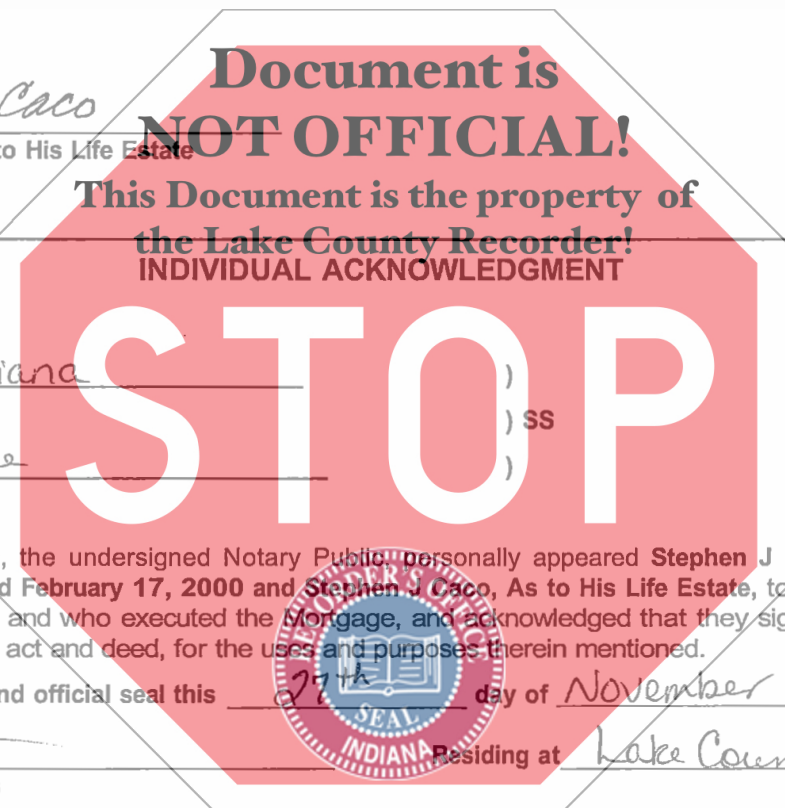 Document is
Caco
NOT OFFICIAL!
to His Life Estate
This Document is the property of
the Lake County Recorder!
INDIVIDUAL ACKNOWLEDGMENT
STOP
iana )
) SS
e )
, the undersigned Notary Public, personally appeared Stephen J
d February 17, 2000 and Stephen J Caco, As to His Life Estate, to
and who executed the Mortgage, and acknowledged that they sig
act and deed, for the uses and purposes therein mentioned.
nd official seal this 27th day of November
Residing at Lake Coun
RECORDER'S OFFICE
SEAL
INDIANA